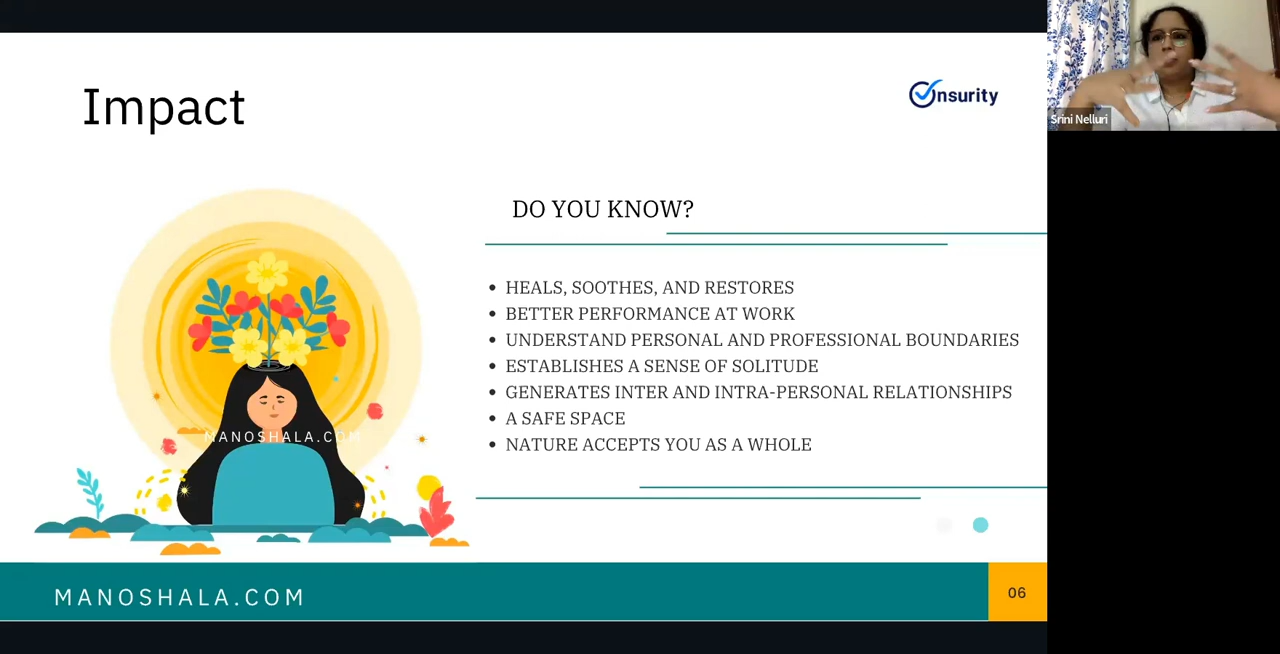 Impact
Onsurity
Srini Nelluri
DO YOU KNOW?
• HEALS, SOOTHES, AND RESTORES
• BETTER PERFORMANCE AT WORK
• UNDERSTAND PERSONAL AND PROFESSIONAL BOUNDARIES
• ESTABLISHES A SENSE OF SOLITUDE
• GENERATES INTER AND INTRA-PERSONAL RELATIONSHIPS
• A SAFE SPACE
• NATURE ACCEPTS YOU AS A WHOLE
MANOSHALA.COM
MANOSHALA.COM
06